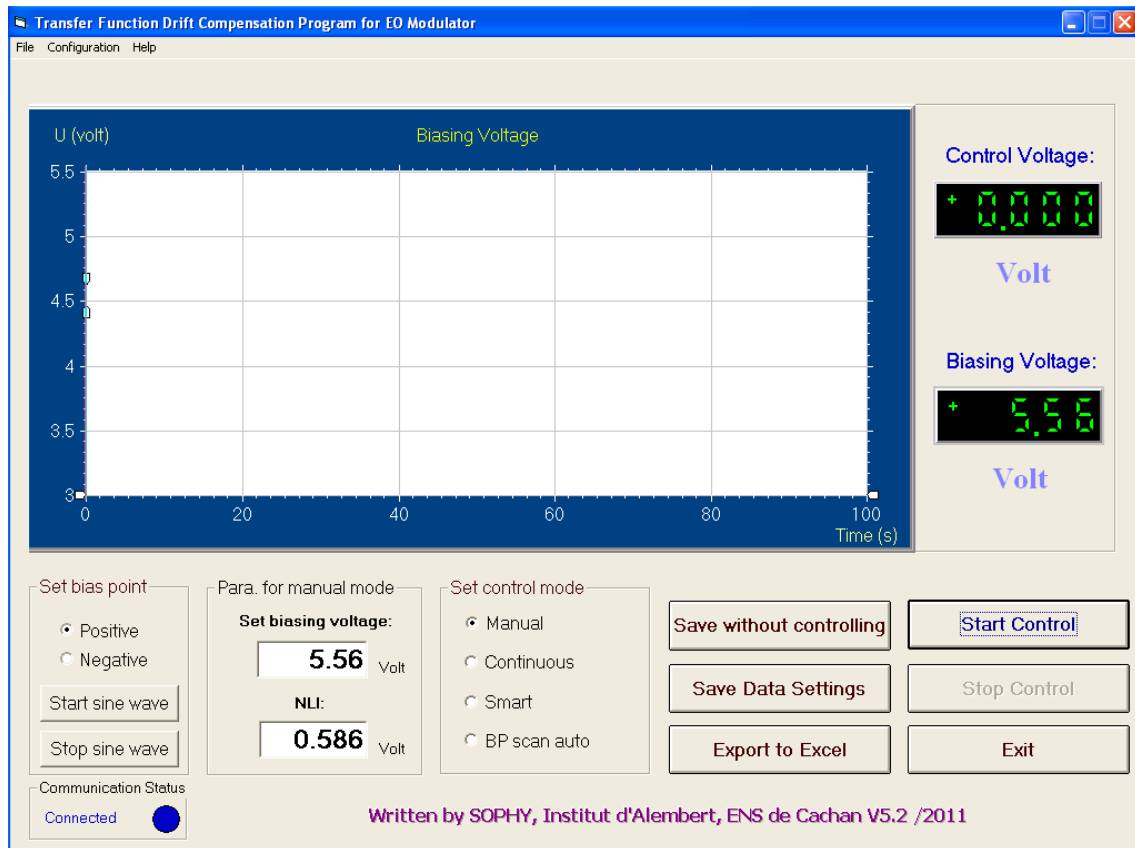 Transfer Function Drift Compensation Program for EO Modulator
File Configuration Help
U (volt)
Biasing Voltage
5.5
5
4.5
4
3.5
3
0 20 40 60 80 100
Time (s)
Control Voltage:
+ 0.000
Volt
Biasing Voltage:
+ 5.56
Volt
Set bias point
Positive
Negative
Start sine wave
Stop sine wave
Para. for manual mode
Set biasing voltage:
5.56 Volt
NLI:
0.586 Volt
Set control mode
Manual
Continuous
Smart
BP scan auto
Save without controlling
Start Control
Save Data Settings
Stop Control
Export to Excel
Exit
Communication Status
Connected
Written by SOPHY, Institut d'Alembert, ENS de Cachan V5.2 /2011